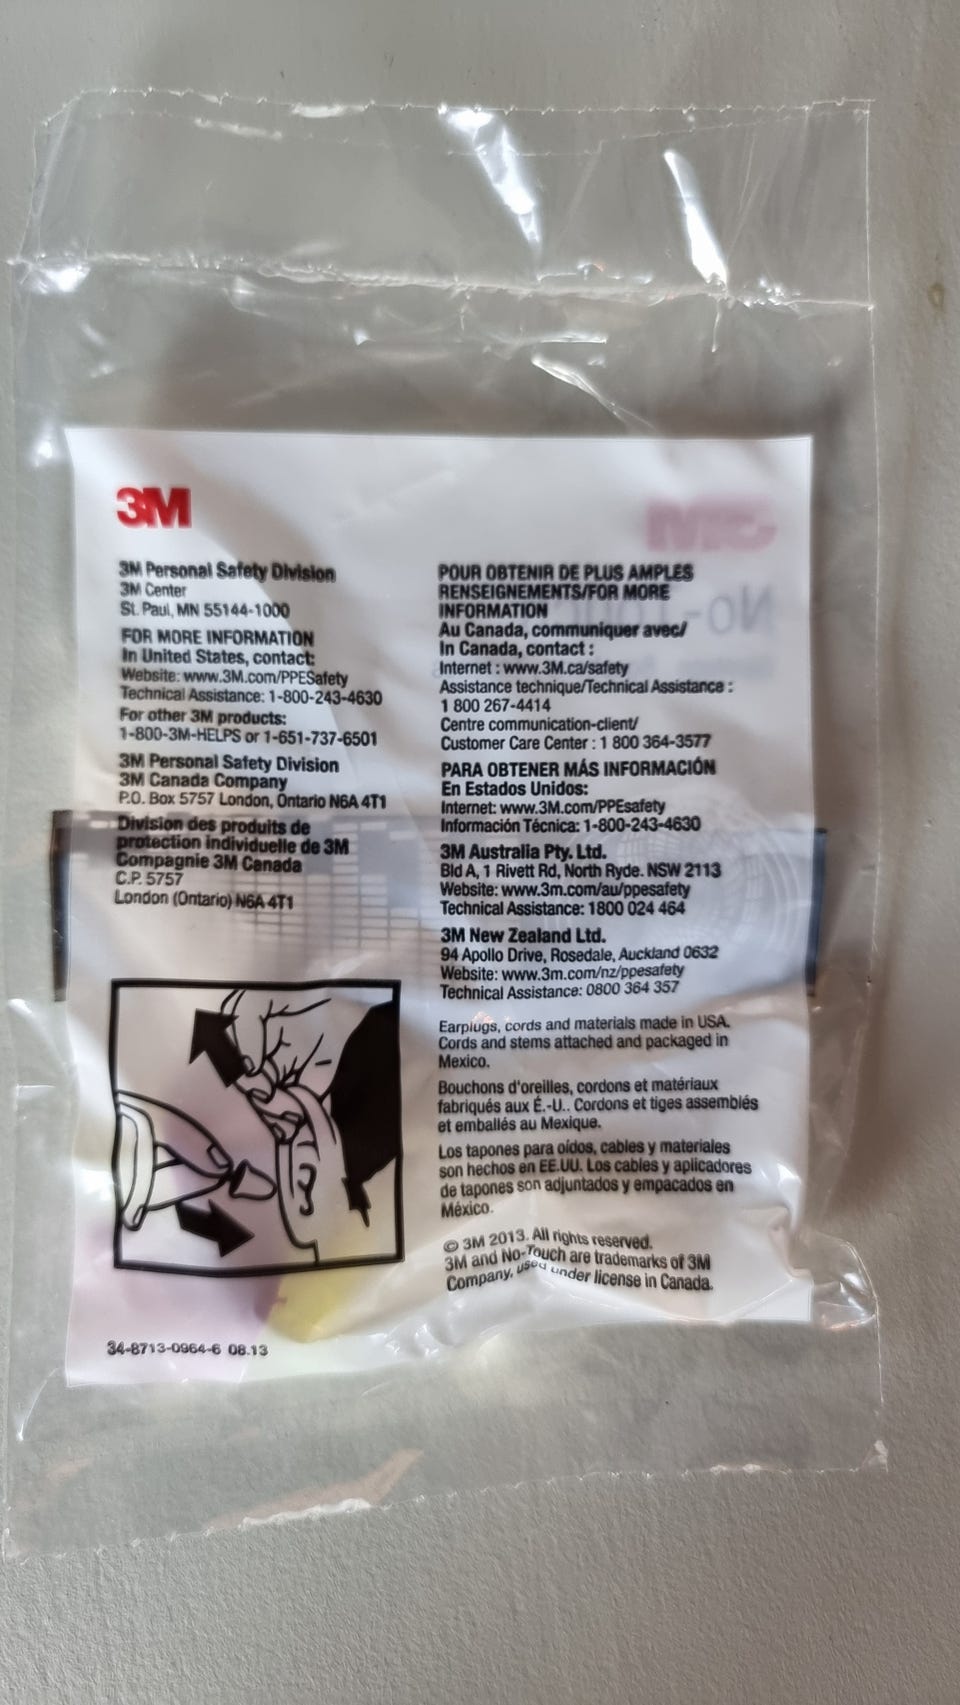 3M
3M Personal Safety Division
3M Center
St. Paul, MN 55144-1000
FOR MORE INFORMATION
In United States, contact:
Website: www.3M.com/PPESafety
Technical Assistance: 1-800-243-4630
For other 3M products:
1-800-3M-HELPS or 1-651-737-6501
3M Personal Safety Division
3M Canada Company
P.O. Box 5757 London, Ontario N6A 4T1
Division des produits de
protection individuelle de 3M
Compagnie 3M Canada
C.P. 5757
London (Ontario) N6A 4T1
34-8713-0964-6 08.13
3M
No-
POUR OBTENIR DE PLUS AMPLES
RENSEIGNEMENTS/FOR MORE
INFORMATION
Au Canada, communiquer avec/
In Canada, contact :
Internet : www.3M.ca/safety
Assistance technique/Technical Assistance :
1 800 267-4414
Centre communication-client/
Customer Care Center : 1 800 364-3577
PARA OBTENER MÁS INFORMACIÓN
En Estados Unidos:
Internet: www.3M.com/PPEsafety
Información Técnica: 1-800-243-4630
3M Australia Pty. Ltd.
Bld A, 1 Rivett Rd, North Ryde. NSW 2113
Website: www.3m.com/au/ppesafety
Technical Assistance: 1800 024 464
3M New Zealand Ltd.
94 Apollo Drive, Rosedale, Auckland 0632
Website: www.3m.com/nz/ppesafety
Technical Assistance: 0800 364 357
Earplugs, cords and materials made in USA.
Cords and stems attached and packaged in
Mexico.
Bouchons d'oreilles, cordons et matériaux
fabriqués aux É.-U.. Cordons et tiges assemblés
et emballés au Mexique.
Los tapones para oídos, cables y materiales
son hechos en EE.UU. Los cables y aplicadores
de tapones son adjuntados y empacados en
México.
© 3M 2013. All rights reserved.
3M and No-Touch are trademarks of 3M
Company, used under license in Canada.